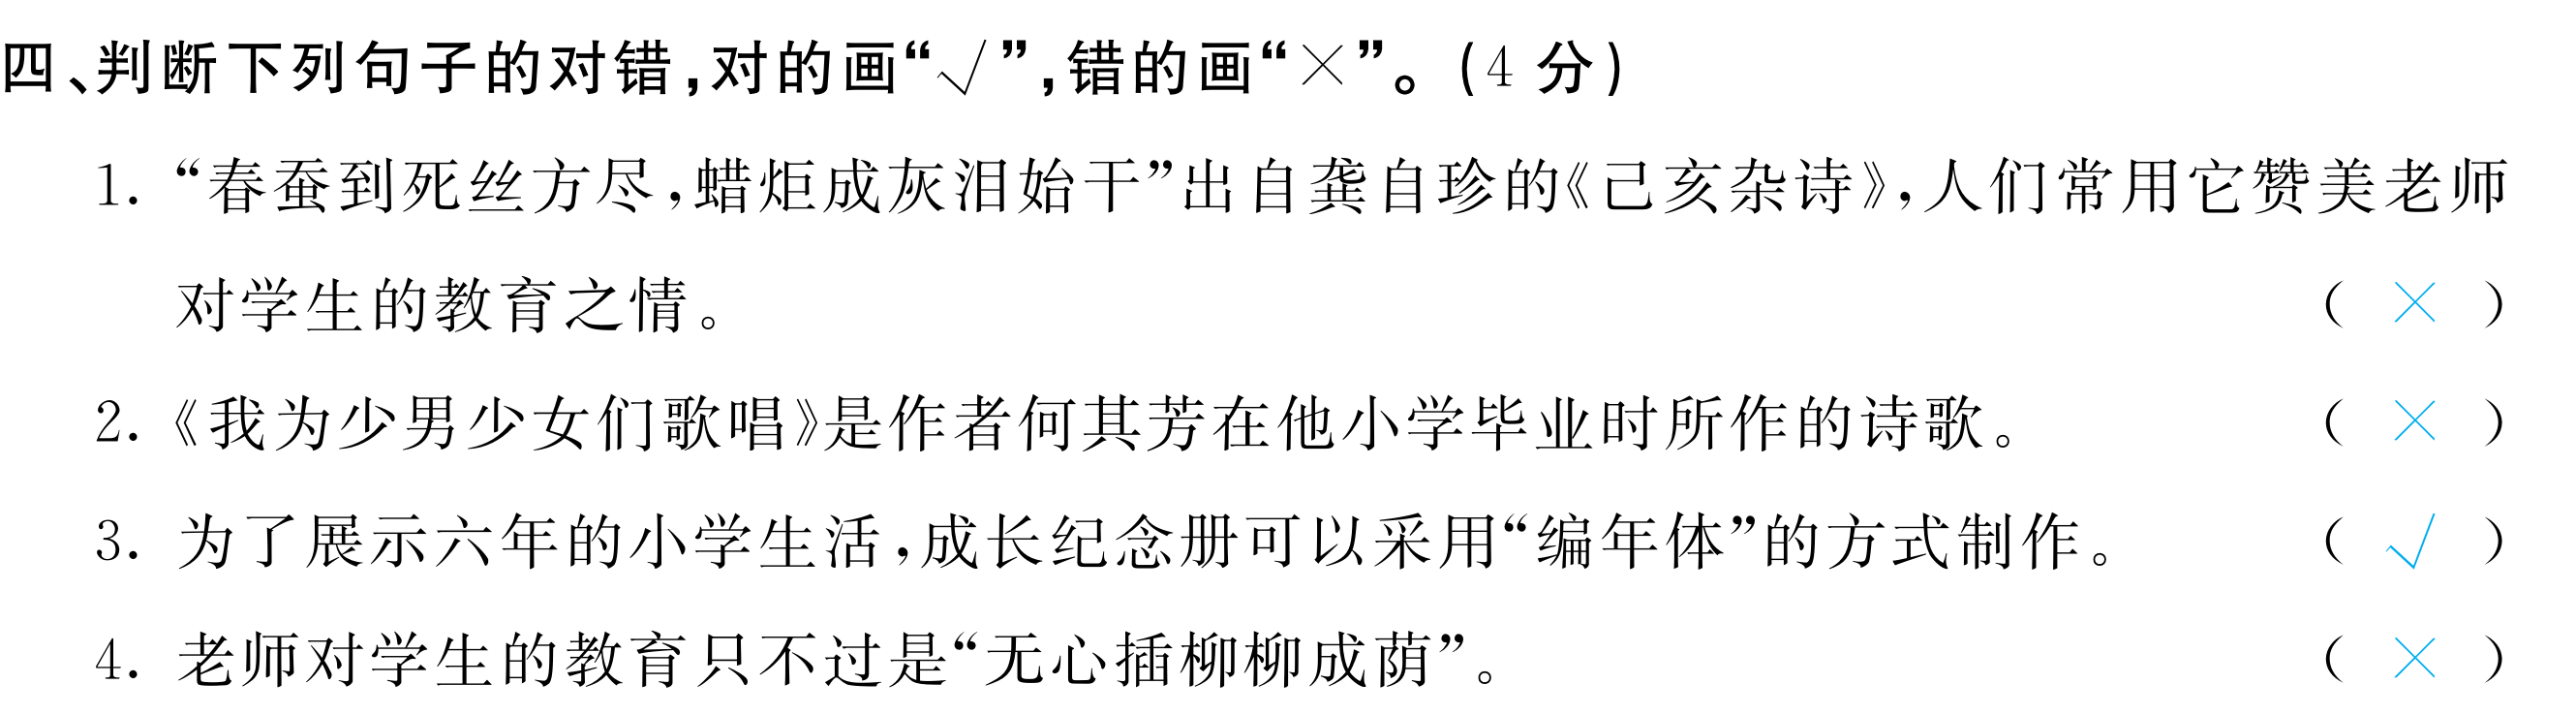 四、判断下列句子的对错,对的画“√”,错的画“×”。(4 分)
1. “春蚕到死丝方尽,蜡炬成灰泪始干”出自龚自珍的《己亥杂诗》,人们常用它赞美老师
对学生的教育之情。 ( × )
2.《我为少男少女们歌唱》是作者何其芳在他小学毕业时所作的诗歌。 ( × )
3. 为了展示六年的小学生活,成长纪念册可以采用“编年体”的方式制作。 ( √ )
4. 老师对学生的教育只不过是“无心插柳柳成荫”。 ( × )